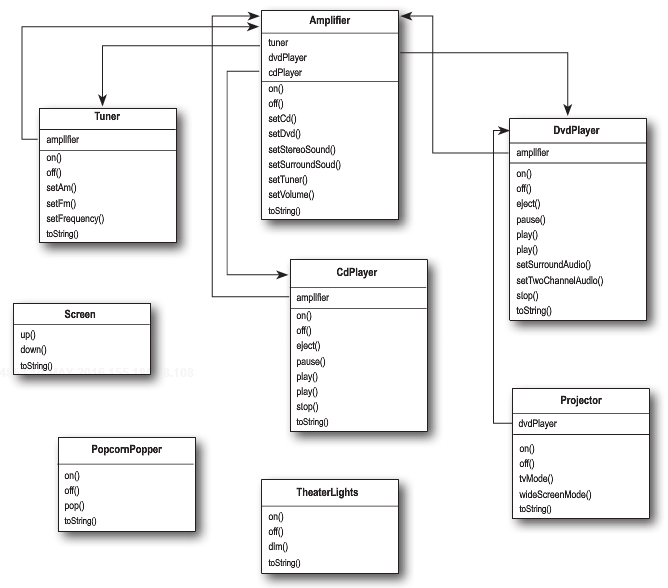 Amplifier
tuner
dvdPlayer
cdPlayer
on()
off()
setCd()
setDvd()
setStereoSound()
setSurroundSoud()
setTuner()
setVolume()
toString()
Tuner
amplifier
on()
off()
setAm()
setFm()
setFrequency()
toString()
DvdPlayer
amplifier
on()
off()
eject()
pause()
play()
play()
setSurroundAudio()
setTwoChannelAudio()
stop()
toString()
CdPlayer
amplifier
on()
off()
eject()
pause()
play()
play()
stop()
toString()
Screen
up()
down()
toString()
Projector
dvdPlayer
on()
off()
tvMode()
wideScreenMode()
toString()
PopcornPopper
on()
off()
pop()
toString()
TheaterLights
on()
off()
dim()
toString()